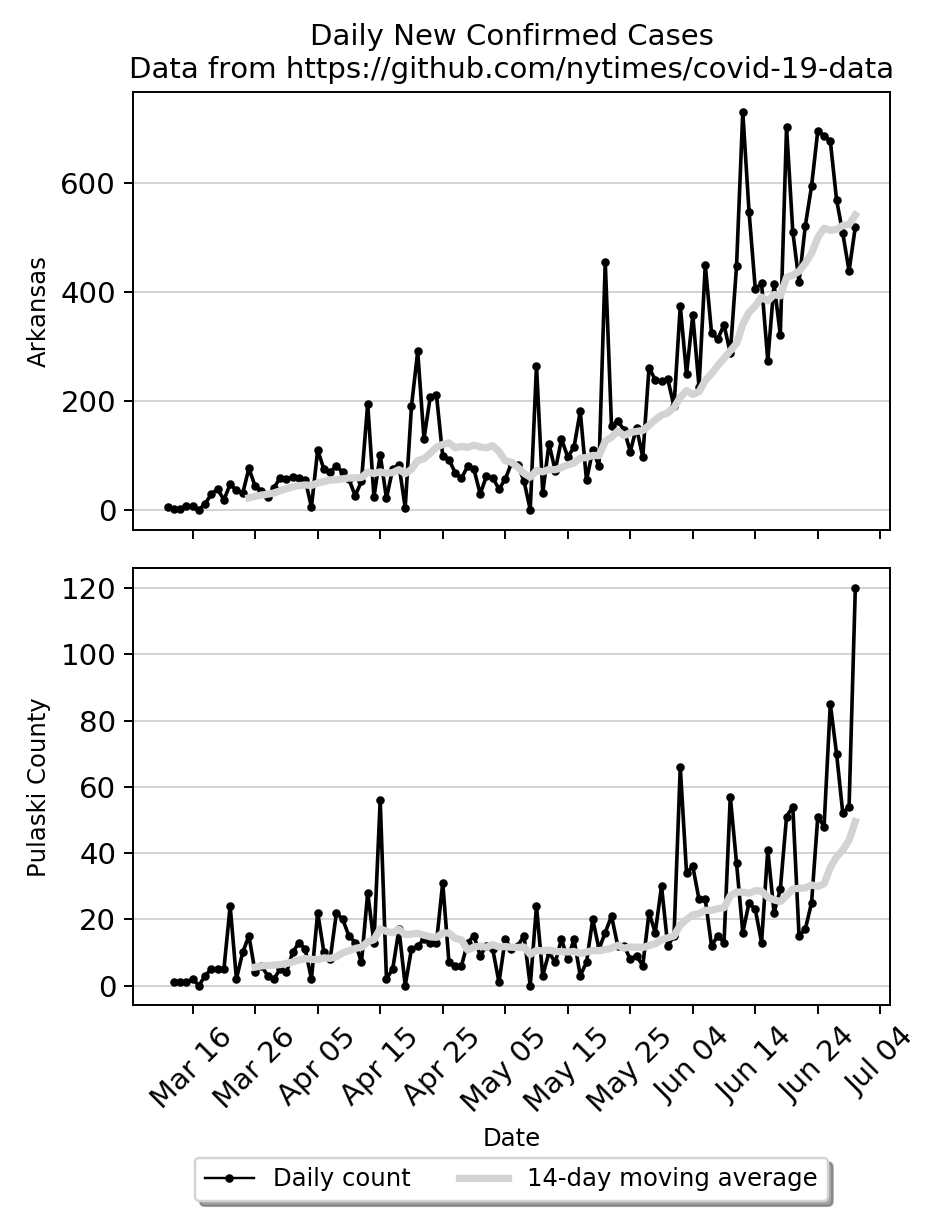 Daily New Confirmed Cases
Data from https://github.com/nytimes/covid-19-data
Arkansas
600
400
200
0
Pulaski County
120
100
80
60
40
20
0
Mar 16
Mar 26
Apr 05
Apr 15
Apr 25
May 05
May 15
May 25
Jun 04
Jun 14
Jun 24
Jul 04
Date
Daily count
14-day moving average